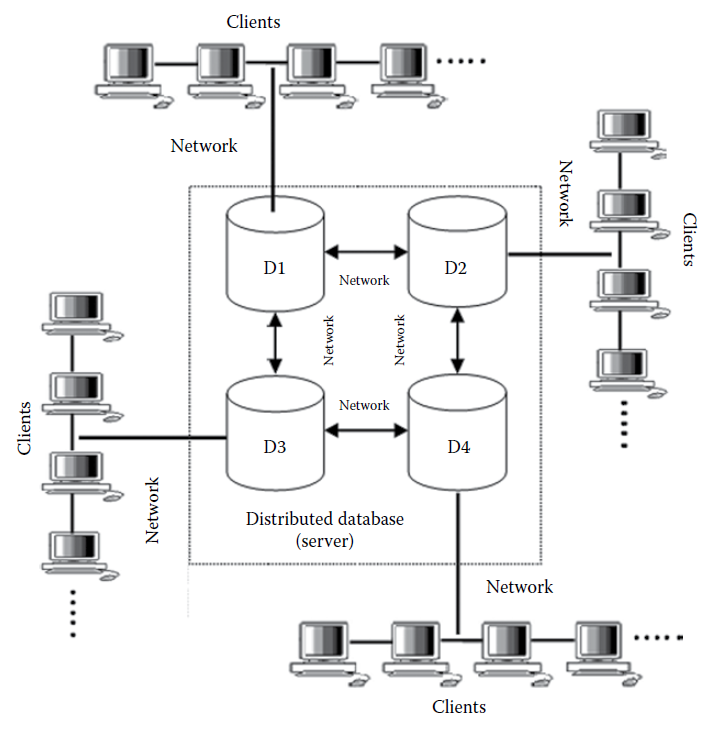 Clients
Network
Network
Clients
D1
D2
Network
Network
Network
Clients
Network
D3
D4
Network
Distributed database
(server)
Network
Clients